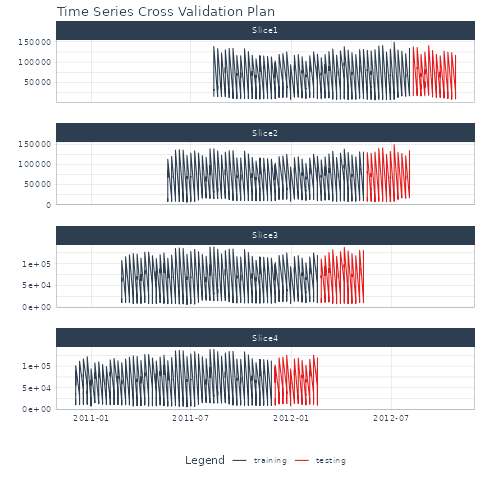 Time Series Cross Validation Plan
Slice1
150000
100000
50000
Slice2
150000
100000
50000
0
Slice3
1e+05
5e+04
0e+00
Slice4
1e+05
5e+04
0e+00
2011-01 2011-07 2012-01 2012-07
Legend training testing